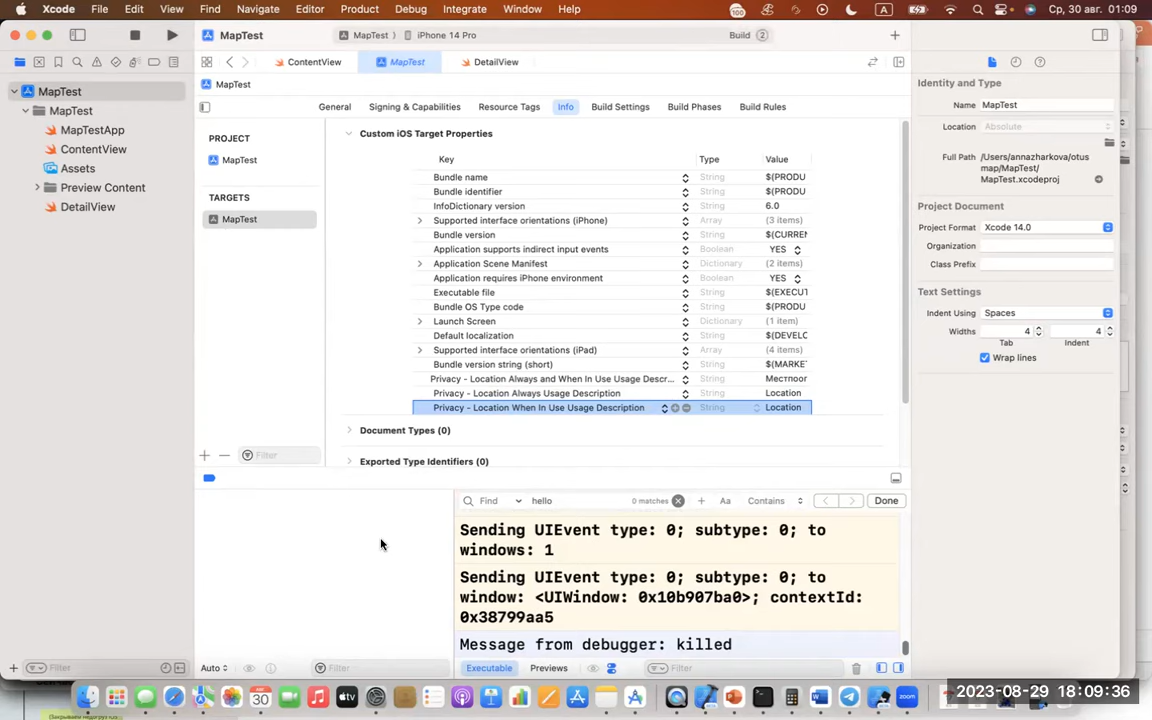 Xcode File Edit View Find Navigate Editor Product Debug Integrate Window Help A Ср, 30 авг. 01:09
MapTest MapTest iPhone 14 Pro Build 2
ContentView MapTest DetailView
MapTest
General Signing & Capabilities Resource Tags Info Build Settings Build Phases Build Rules
MapTest
MapTest
MapTestApp
ContentView
Assets
Preview Content
DetailView
PROJECT
MapTest
TARGETS
MapTest
Filter
Custom iOS Target Properties
Key Type Value
Bundle name String $(PRODU
Bundle identifier String $(PRODU
InfoDictionary version String 6.0
Supported interface orientations (iPhone) Array (3 items)
Bundle version String $(CURREN
Application supports indirect input events Boolean YES
Application Scene Manifest Dictionary (2 items)
Application requires iPhone environment Boolean YES
Executable file String $(EXECUT
Bundle OS Type code String $(PRODU
Launch Screen Dictionary (1 item)
Default localization String $(DEVELC
Supported interface orientations (iPad) Array (4 items)
Bundle version string (short) String $(MARKE
Privacy - Location Always and When In Use Usage Descr... String Местпоог
Privacy - Location Always Usage Description String Location
Privacy - Location When In Use Usage Description String Location
Document Types (0)
Exported Type Identifiers (0)
Identity and Type
Name MapTest
Location Absolute
Full Path /Users/annazharkova/otus
map/MapTest/
MapTest.xcodeproj
Project Document
Project Format Xcode 14.0
Organization
Class Prefix
Text Settings
Indent Using Spaces
Widths 4 4
Tab Indent
Wrap lines
Find hello 0 matches Aa Contains Done
Sending UIEvent type: 0; subtype: 0; to
windows: 1
Sending UIEvent type: 0; subtype: 0; to
window: <UIWindow: 0x10b907ba0>; contextId:
0x38799aa5
Message from debugger: killed
Filter Auto Filter Executable Previews Filter
30 tv zoom
2023-08-29 18:09:36